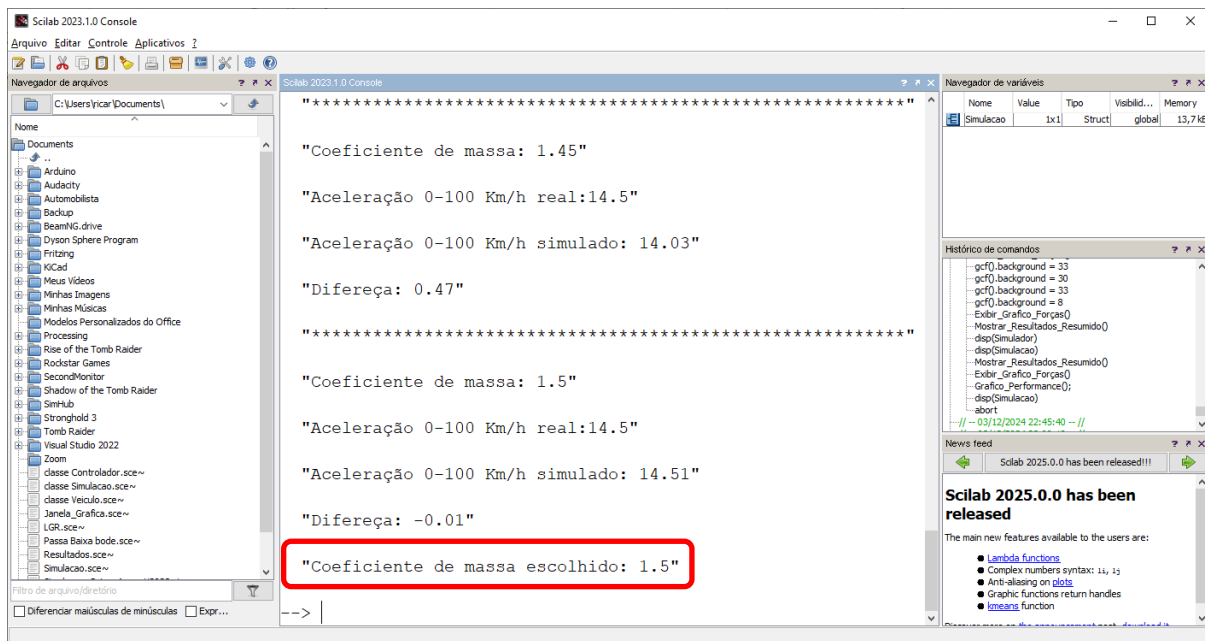 Scilab 2023.1.0 Console
Arquivo Editar Controle Aplicativos ?
Navegador de arquivos
C:\Users\ricar\Documents\
Nome
Documents
..
Arduino
Audacity
Automobilista
Backup
BeamNG.drive
Dyson Sphere Program
Fritzing
KiCad
Meus Vídeos
Minhas Imagens
Minhas Músicas
Modelos Personalizados do Office
Processing
Rise of the Tomb Raider
Rockstar Games
SecondMonitor
Shadow of the Tomb Raider
SimHub
Stronghold 3
Tomb Raider
Visual Studio 2022
Zoom
classe Controlador.sce~
classe Simulacao.sce~
classe Veiculo.sce~
Janela_Grafica.sce~
LGR.sce~
Passa Baixa bode.sce~
Resultados.sce~
Simulacao.sce~
Filtro de arquivo/diretório
Diferenciar maiúsculas de minúsculas Expr...
Scilab 2023.1.0 Console
"**********************************************************"
"Coeficiente de massa: 1.45"
"Aceleração 0-100 Km/h real:14.5"
"Aceleração 0-100 Km/h simulado: 14.03"
"Difereça: 0.47"
"**********************************************************"
"Coeficiente de massa: 1.5"
"Aceleração 0-100 Km/h real:14.5"
"Aceleração 0-100 Km/h simulado: 14.51"
"Difereça: -0.01"
"Coeficiente de massa escolhido: 1.5"
-->
Navegador de variáveis
Nome Value Tipo Visibilid... Memory
Simulacao 1x1 Struct global 13,7 kB
Histórico de comandos
gcf().background = 33
gcf().background = 30
gcf().background = 33
gcf().background = 8
Exibir_Grafico_Forças()
Mostrar_Resultados_Resumido()
disp(Simulador)
disp(Simulacao)
Mostrar_Resultados_Resumido()
Exibir_Grafico_Forças()
Grafico_Performance();
disp(Simulacao)
abort
// -- 03/12/2024 22:45:40 -- //
News feed
Scilab 2025.0.0 has been released!!!
Scilab 2025.0.0 has been
released
The main new features available to the users are:
Lambda functions
Complex numbers syntax: 1i, 1j
Anti-aliasing on plots
Graphic functions return handles
kmeans function